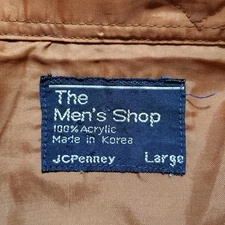 The
Men's Shop
100% Acrylic
Made in Korea
JCPenney Large